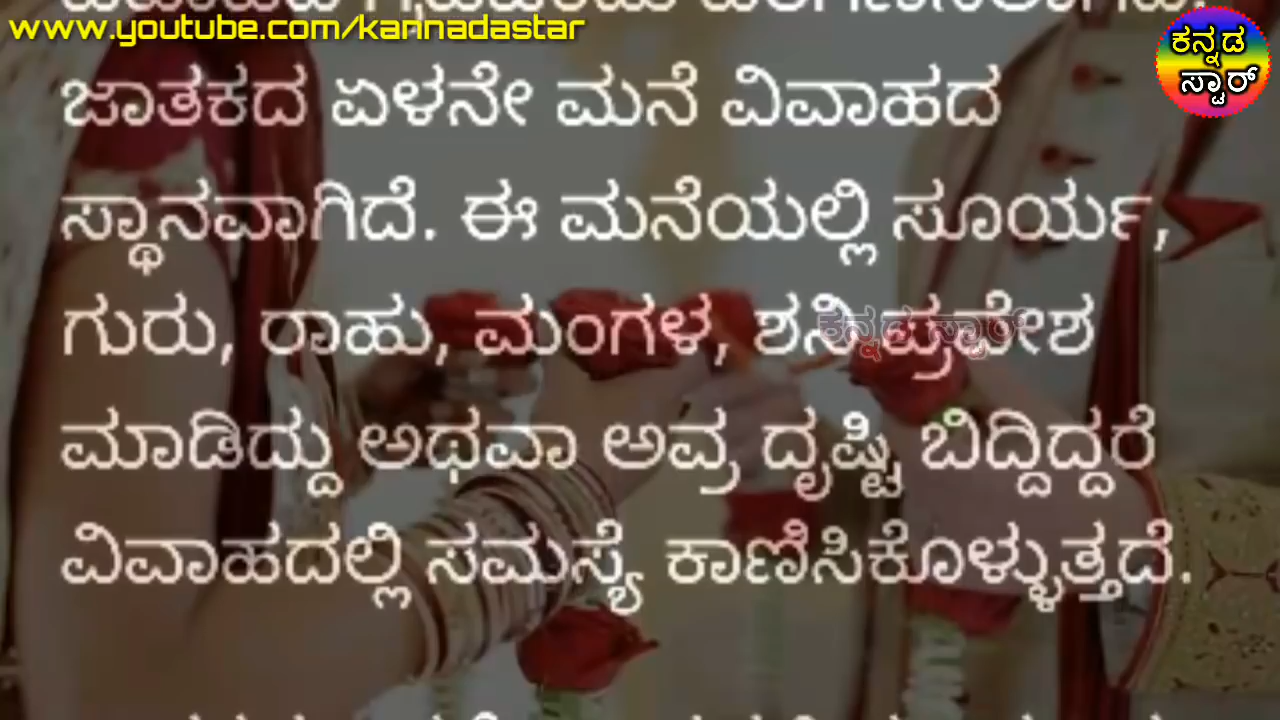 www.youtube.com/kannadastar
ಕನ್ನಡ
ಸ್ಟಾರ್
ಜಾತಕದ ಏಳನೇ ಮನೆ ವಿವಾಹದ
ಸ್ಥಾನವಾಗಿದೆ. ಈ ಮನೆಯಲ್ಲಿ ಸೂರ್ಯ,
ಗುರು, ರಾಹು, ಮಂಗಳ, ಶನಿ ಪ್ರವೇಶ
ಮಾಡಿದ್ದು ಅಥವಾ ಅವ್ರ ದೃಷ್ಟಿ ಬಿದ್ದಿದ್ದರೆ
ವಿವಾಹದಲ್ಲಿ ಸಮಸ್ಯೆ ಕಾಣಿಸಿಕೊಳ್ಳುತ್ತದೆ.